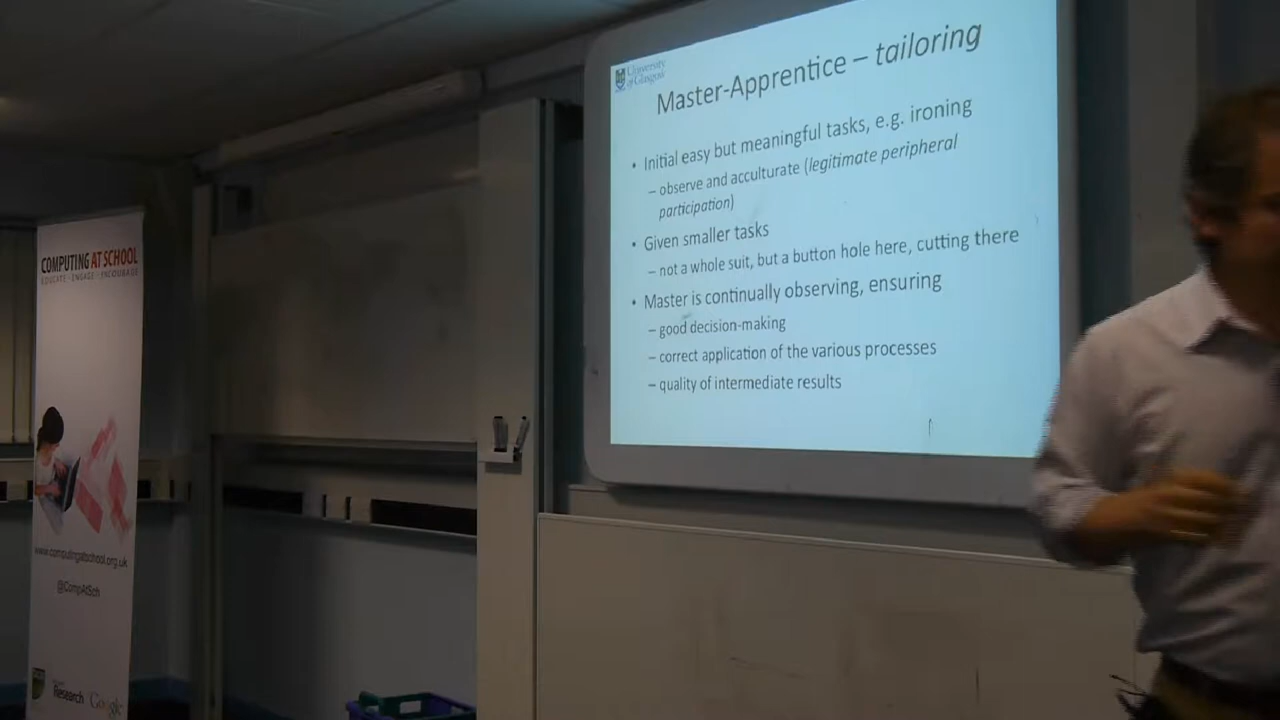 COMPUTING AT SCHOOL
EDUCATE · ENGAGE · ENCOURAGE
www.computingatschool.org.uk
@CompAtSch
Research
Google
University
of Glasgow
Master-Apprentice – tailoring
• Initial easy but meaningful tasks, e.g. ironing
– observe and acculturate (legitimate peripheral
participation)
• Given smaller tasks
– not a whole suit, but a button hole here, cutting there
• Master is continually observing, ensuring
– good decision-making
– correct application of the various processes
– quality of intermediate results